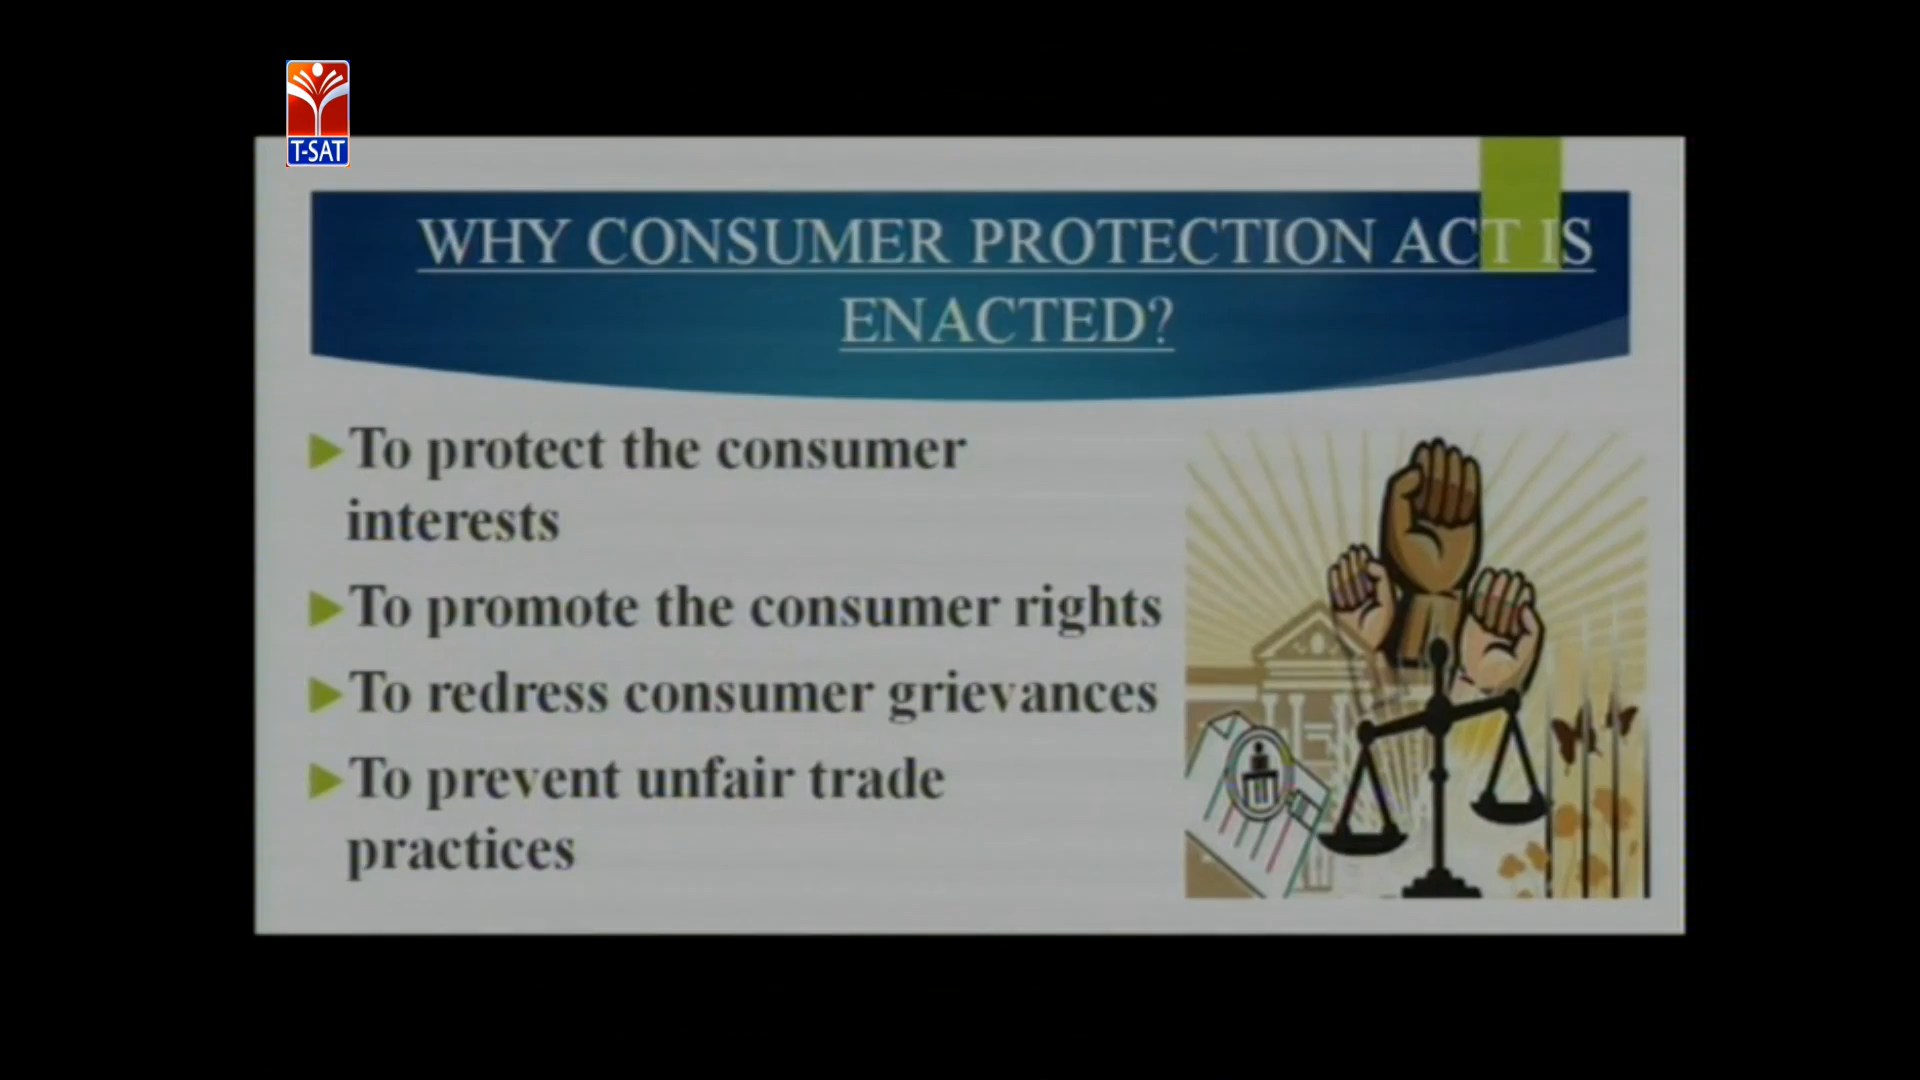 T-SAT
WHY CONSUMER PROTECTION ACT IS
ENACTED?
To protect the consumer
interests
To promote the consumer rights
To redress consumer grievances
To prevent unfair trade
practices